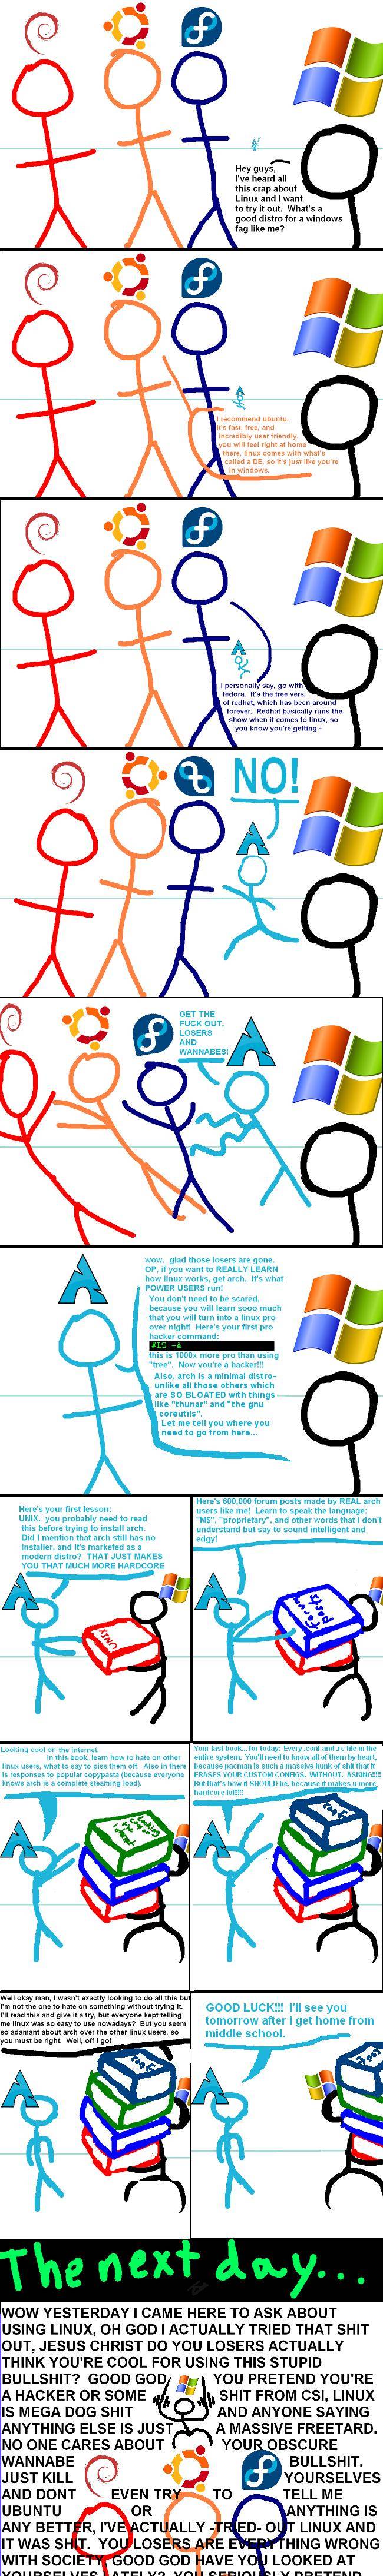 Hey guys,
I've heard all
this crap about
Linux and I want
to try it out. What's a
good distro for a windows
fag like me?
I recommend ubuntu.
It's fast, free, and
incredibly user friendly.
you will feel right at home
there, linux comes with what's
called a DE, so it's just like you're
in windows.
I personally say, go with
fedora. It's the free vers.
of redhat, which has been around
forever. Redhat basically runs the
show when it comes to linux, so
you know you're getting -
NO!
GET THE
FUCK OUT,
LOSERS
AND
WANNABES!
wow. glad those losers are gone.
OP, if you want to REALLY LEARN
how linux works, get arch. It's what
POWER USERS run!
You don't need to be scared,
because you will learn sooo much
that you will turn into a linux pro
over night! Here's your first pro
hacker command:
#LS -A
this is 1000x more pro than using
"tree". Now you're a hacker!!!
Also, arch is a minimal distro-
unlike all those others which
are SO BLOATED with things
like "thunar" and "the gnu
coreutils".
Let me tell you where you
need to go from here...
Here's your first lesson:
UNIX. you probably need to read
this before trying to install arch.
Did I mention that arch still has no
installer, and it's marketed as a
modern distro? THAT JUST MAKES
YOU THAT MUCH MORE HARDCORE
UNIX
Here's 600,000 forum posts made by REAL arch
users like me! Learn to speak the language:
"M$", "proprietary", and other words that I don't
understand but say to sound intelligent and
edgy!
Forum
Posts
Looking cool on the internet.
In this book, learn how to hate on other
linux users, what to say to piss them off. Also in there
is responses to popular copypasta (because everyone
knows arch is a complete steaming load).
Your last book... for today: Every .conf and .rc file in the
entire system. You'll need to know all of them by heart,
because pacman is such a massive hunk of shit that it
ERASES YOUR CUSTOM CONFIGS. WITHOUT. ASKING!!!!!
But that's how it SHOULD be, because it makes u more
hardcore lol!!!!!
Well okay man, I wasn't exactly looking to do all this but
I'm not the one to hate on something without trying it.
I'll read this and give it a try, but everyone kept telling
me linux was so easy to use nowadays? But you seem
so adamant about arch over the other linux users, so
you must be right. Well, off I go!
GOOD LUCK!!! I'll see you
tomorrow after I get home from
middle school.
The next day...
WOW YESTERDAY I CAME HERE TO ASK ABOUT
USING LINUX, OH GOD I ACTUALLY TRIED THAT SHIT
OUT, JESUS CHRIST DO YOU LOSERS ACTUALLY
THINK YOU'RE COOL FOR USING THIS STUPID
BULLSHIT? GOOD GOD YOU PRETEND YOU'RE
A HACKER OR SOME SHIT FROM CSI, LINUX
IS MEGA DOG SHIT AND ANYONE SAYING
ANYTHING ELSE IS JUST A MASSIVE FREETARD.
NO ONE CARES ABOUT YOUR OBSCURE
WANNABE BULLSHIT.
JUST KILL YOURSELVES
AND DONT EVEN TRY TO TELL ME
UBUNTU OR ANYTHING IS
ANY BETTER, I'VE ACTUALLY -TRIED- OUT LINUX AND
IT WAS SHIT. YOU LOSERS ARE EVERYTHING WRONG
WITH SOCIETY, GOOD GOD HAVE YOU LOOKED AT
YOURSELVES LATELY? YOU SERIOUSLY PRETEND